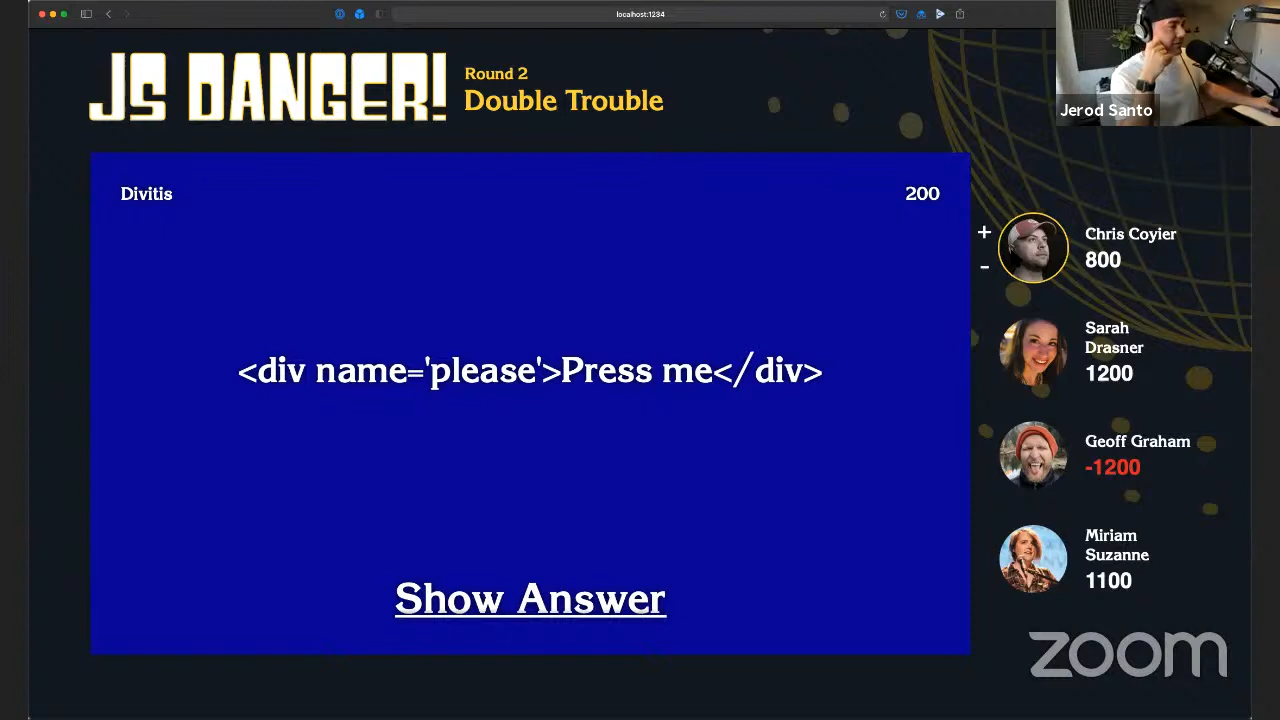 localhost:1234
JS DANGER!
Round 2
Double Trouble
Jerod Santo
Divitis
200
<div name='please'>Press me</div>
Show Answer
+
-
Chris Coyier
800
Sarah
Drasner
1200
Geoff Graham
-1200
Miriam
Suzanne
1100
zoom